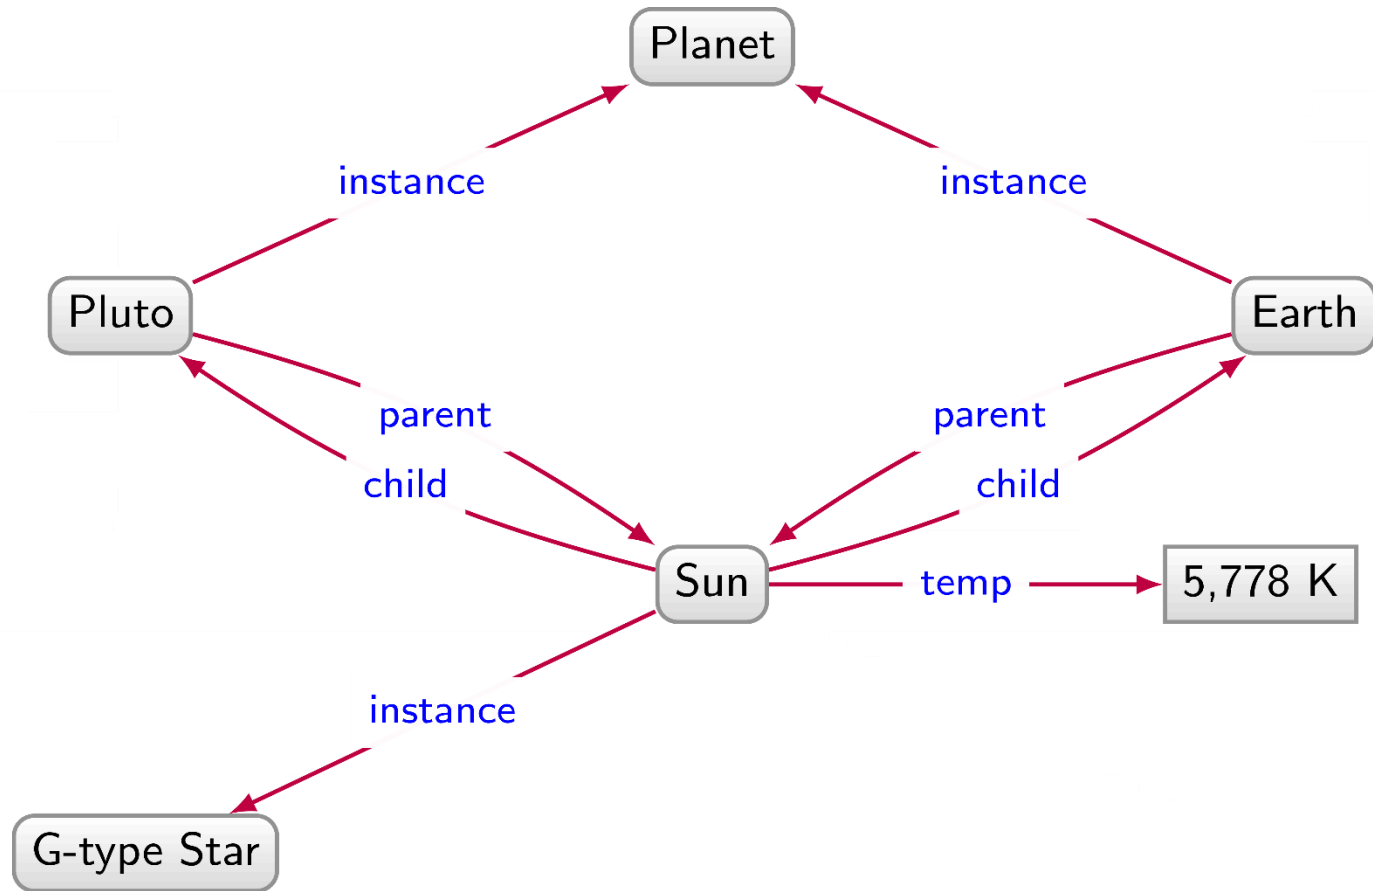 Planet
instance
instance
Pluto
Earth
parent
parent
child
child
Sun
temp
5,778 K
instance
G-type Star